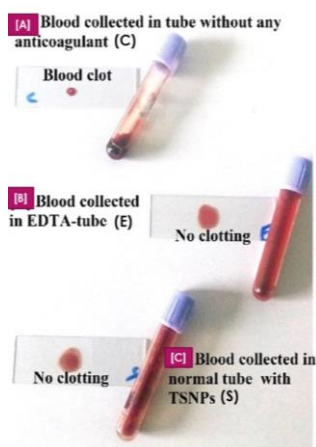 [A] Blood collected in tube without any
anticoagulant (C)
Blood clot
C
[B] Blood collected
in EDTA-tube (E)
No clotting
E
[C] Blood collected in
normal tube with
TSNPs (S)
No clotting
S